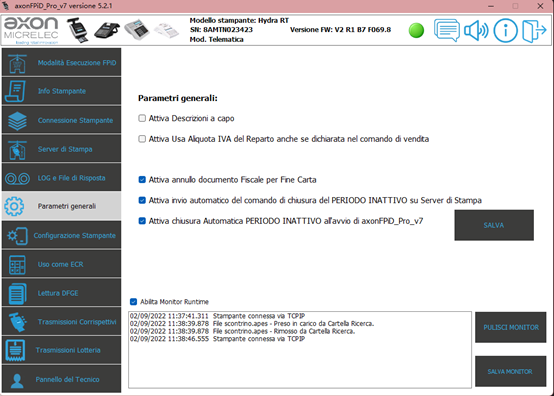 axonFPiD_Pro_v7 versione 5.2.1
axon
MICRELEC
Modello stampante: Hydra RT
SN: 8AMTN023423
Versione FW: V2 R1 B7 F069.8
Mod. Telematica
Modalità Esecuzione FPiD
Info Stampante
Connessione Stampante
Server di Stampa
LOG e File di Risposta
Parametri generali
Configurazione Stampante
Uso come ECR
Lettura DFGE
Trasmissioni Corrispettivi
Trasmissioni Lotteria
Pannello del Tecnico
Parametri generali:
Attiva Descrizioni a capo
Attiva Usa Aliquota IVA del Reparto anche se dichiarata nel comando di vendita
Attiva annullo documento Fiscale per Fine Carta
Attiva invio automatico del comando di chiusura del PERIODO INATTIVO su Server di Stampa
Attiva chiusura Automatica PERIODO INATTIVO all'avvio di axonFPiD_Pro_v7
SALVA
Abilita Monitor Runtime
02/09/2022 11:37:41.311 Stampante connessa via TCPIP
02/09/2022 11:38:39.878 File scontrino.apes - Preso in carico da Cartella Ricerca.
02/09/2022 11:38:39.878 File scontrino.apes - Rimosso da Cartella Ricerca.
02/09/2022 11:38:46.555 Stampante connessa via TCPIP
PULISCI MONITOR
SALVA MONITOR